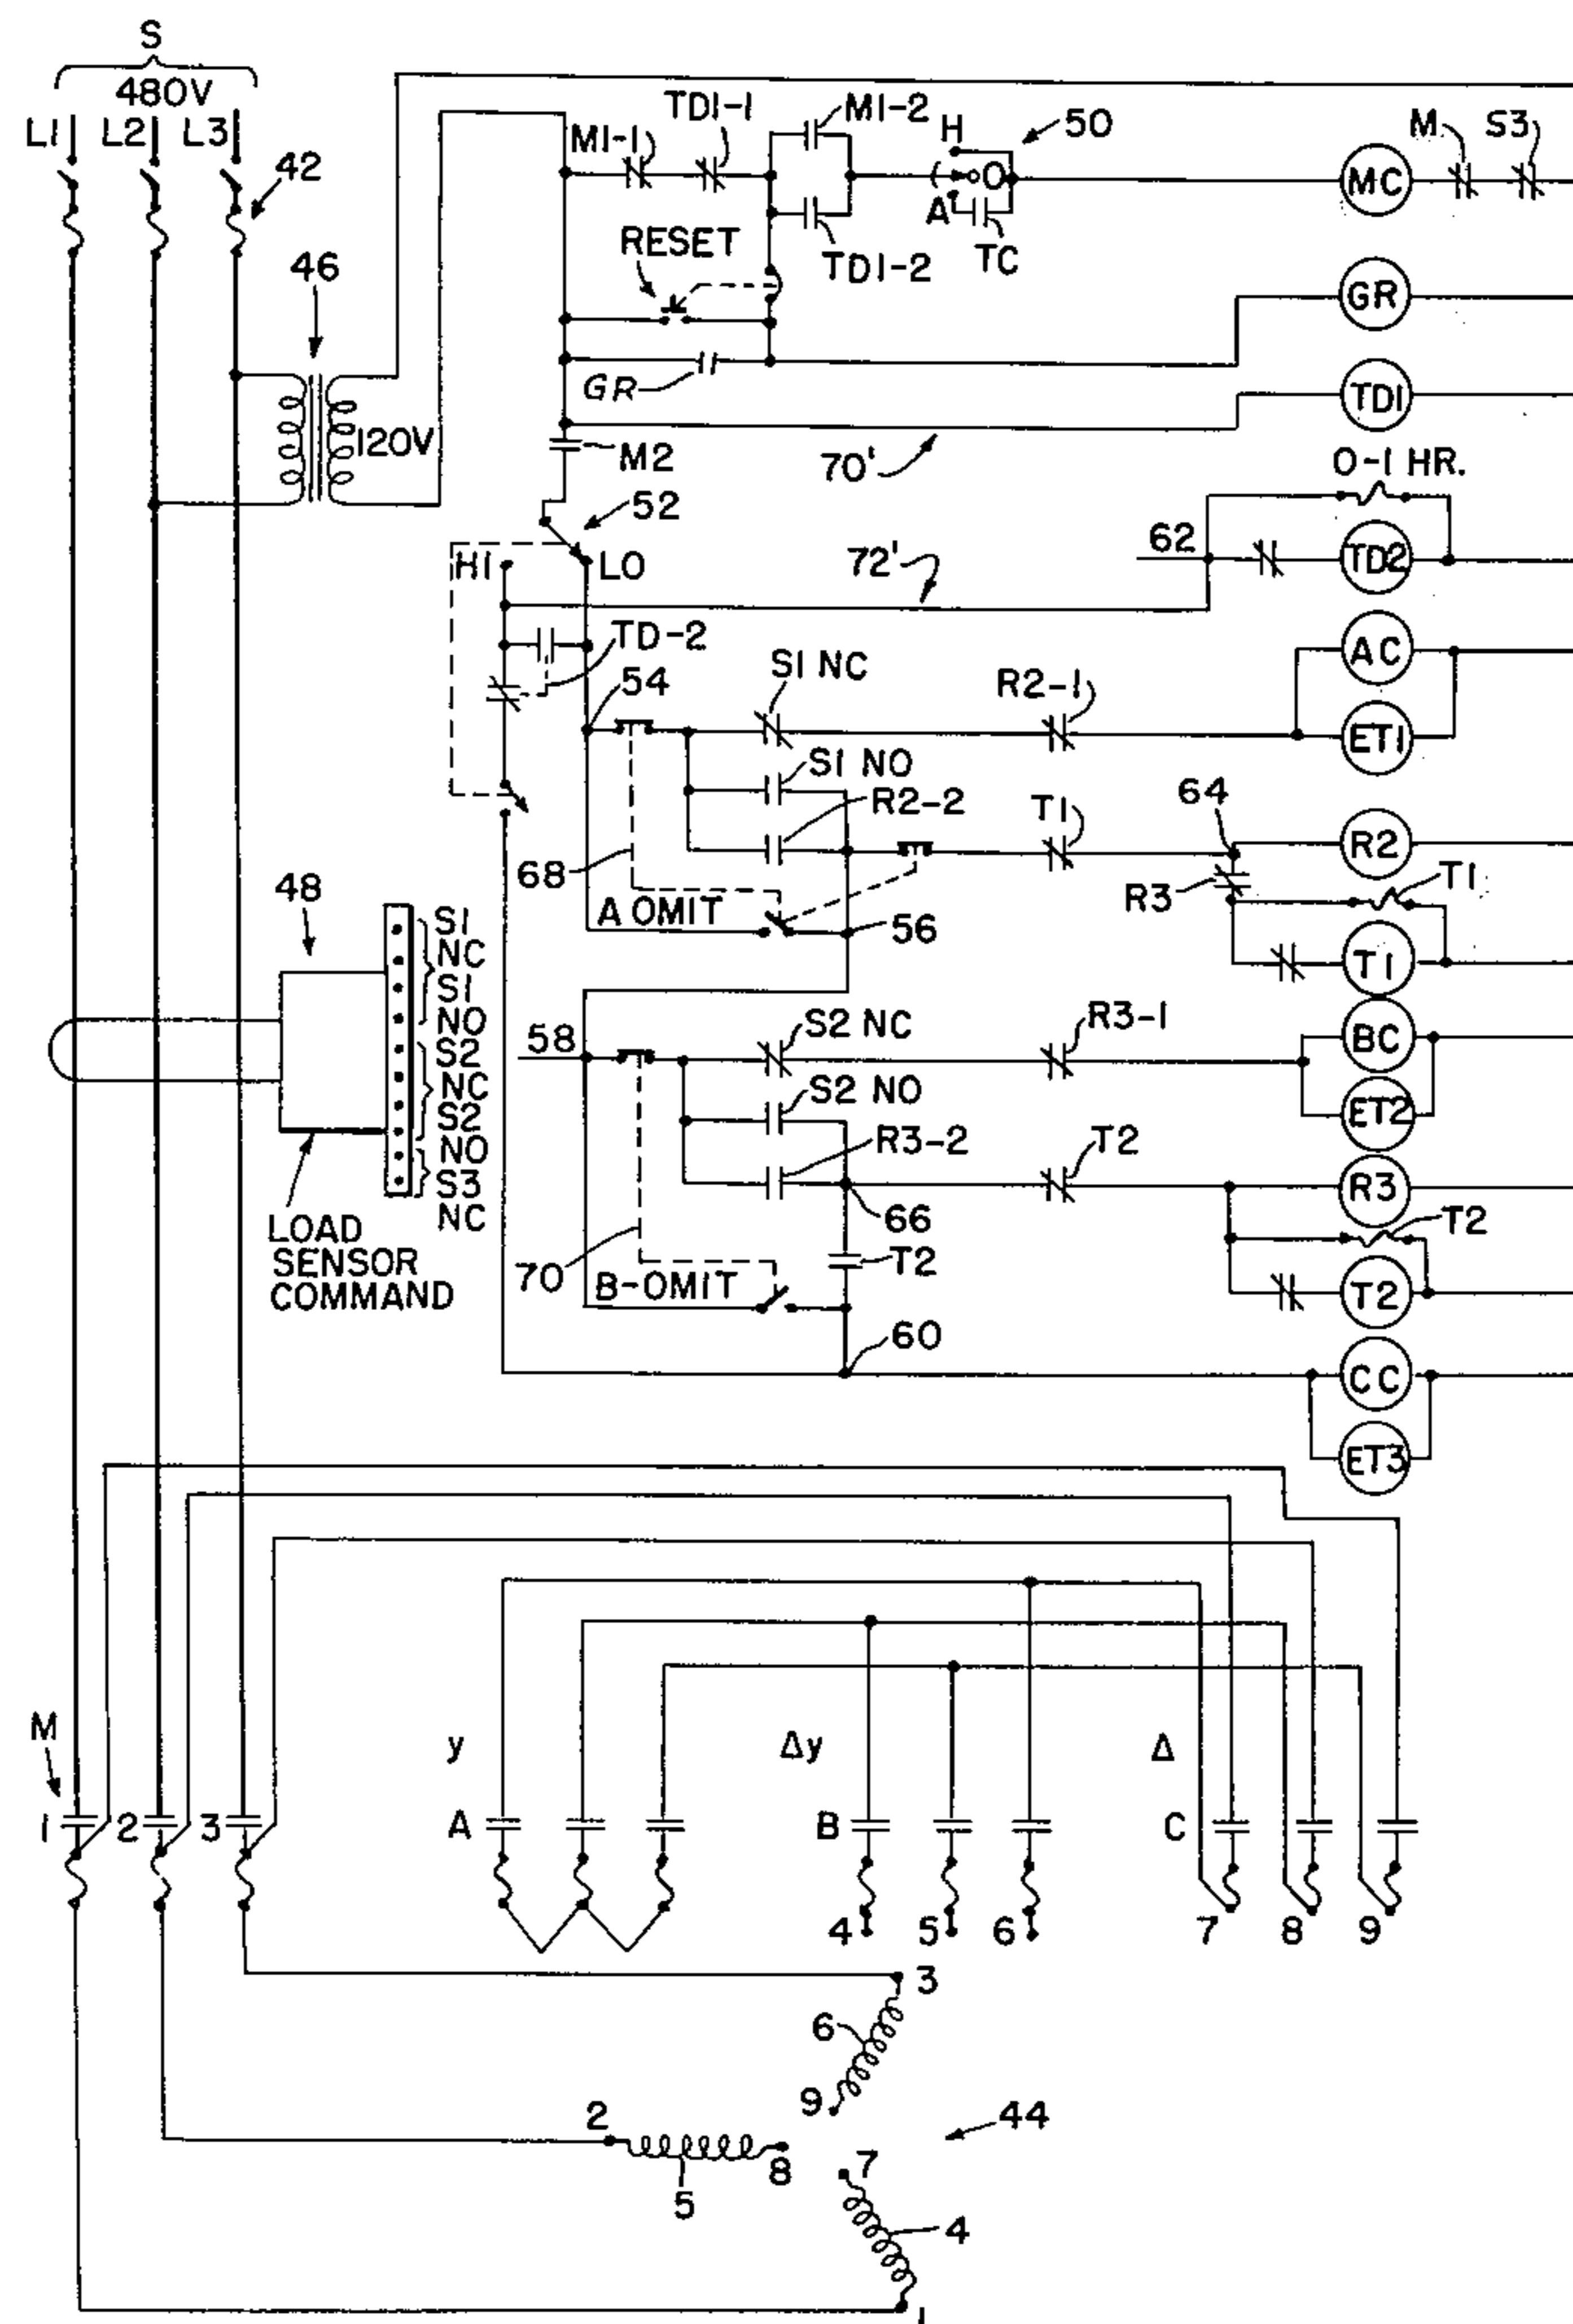 S
480V
L1 L2 L3
42
46
120V
M1-1
TD1-1
M1-2
H
50
O
A
TC
TD1-2
M
S3
MC
RESET
GR
GR
TD1
70'
M2
52
HI
LO
0-1 HR.
62
TD2
72'
TD-2
54
S1 NC
R2-1
AC
ET1
S1 NO
R2-2
T1
64
R2
68
R3
T1
A OMIT
56
T1
48
S1
NC
S1
NO
S2
NC
S2
NO
S3
NC
LOAD
SENSOR
COMMAND
58
S2 NC
R3-1
BC
ET2
S2 NO
R3-2
T2
R3
66
T2
T2
70
B-OMIT
T2
60
CC
ET3
M
y
Δy
Δ
1 2 3
A
B
C
4 5 6
7 8 9
3
6
9
44
2
8
5
7
4
1